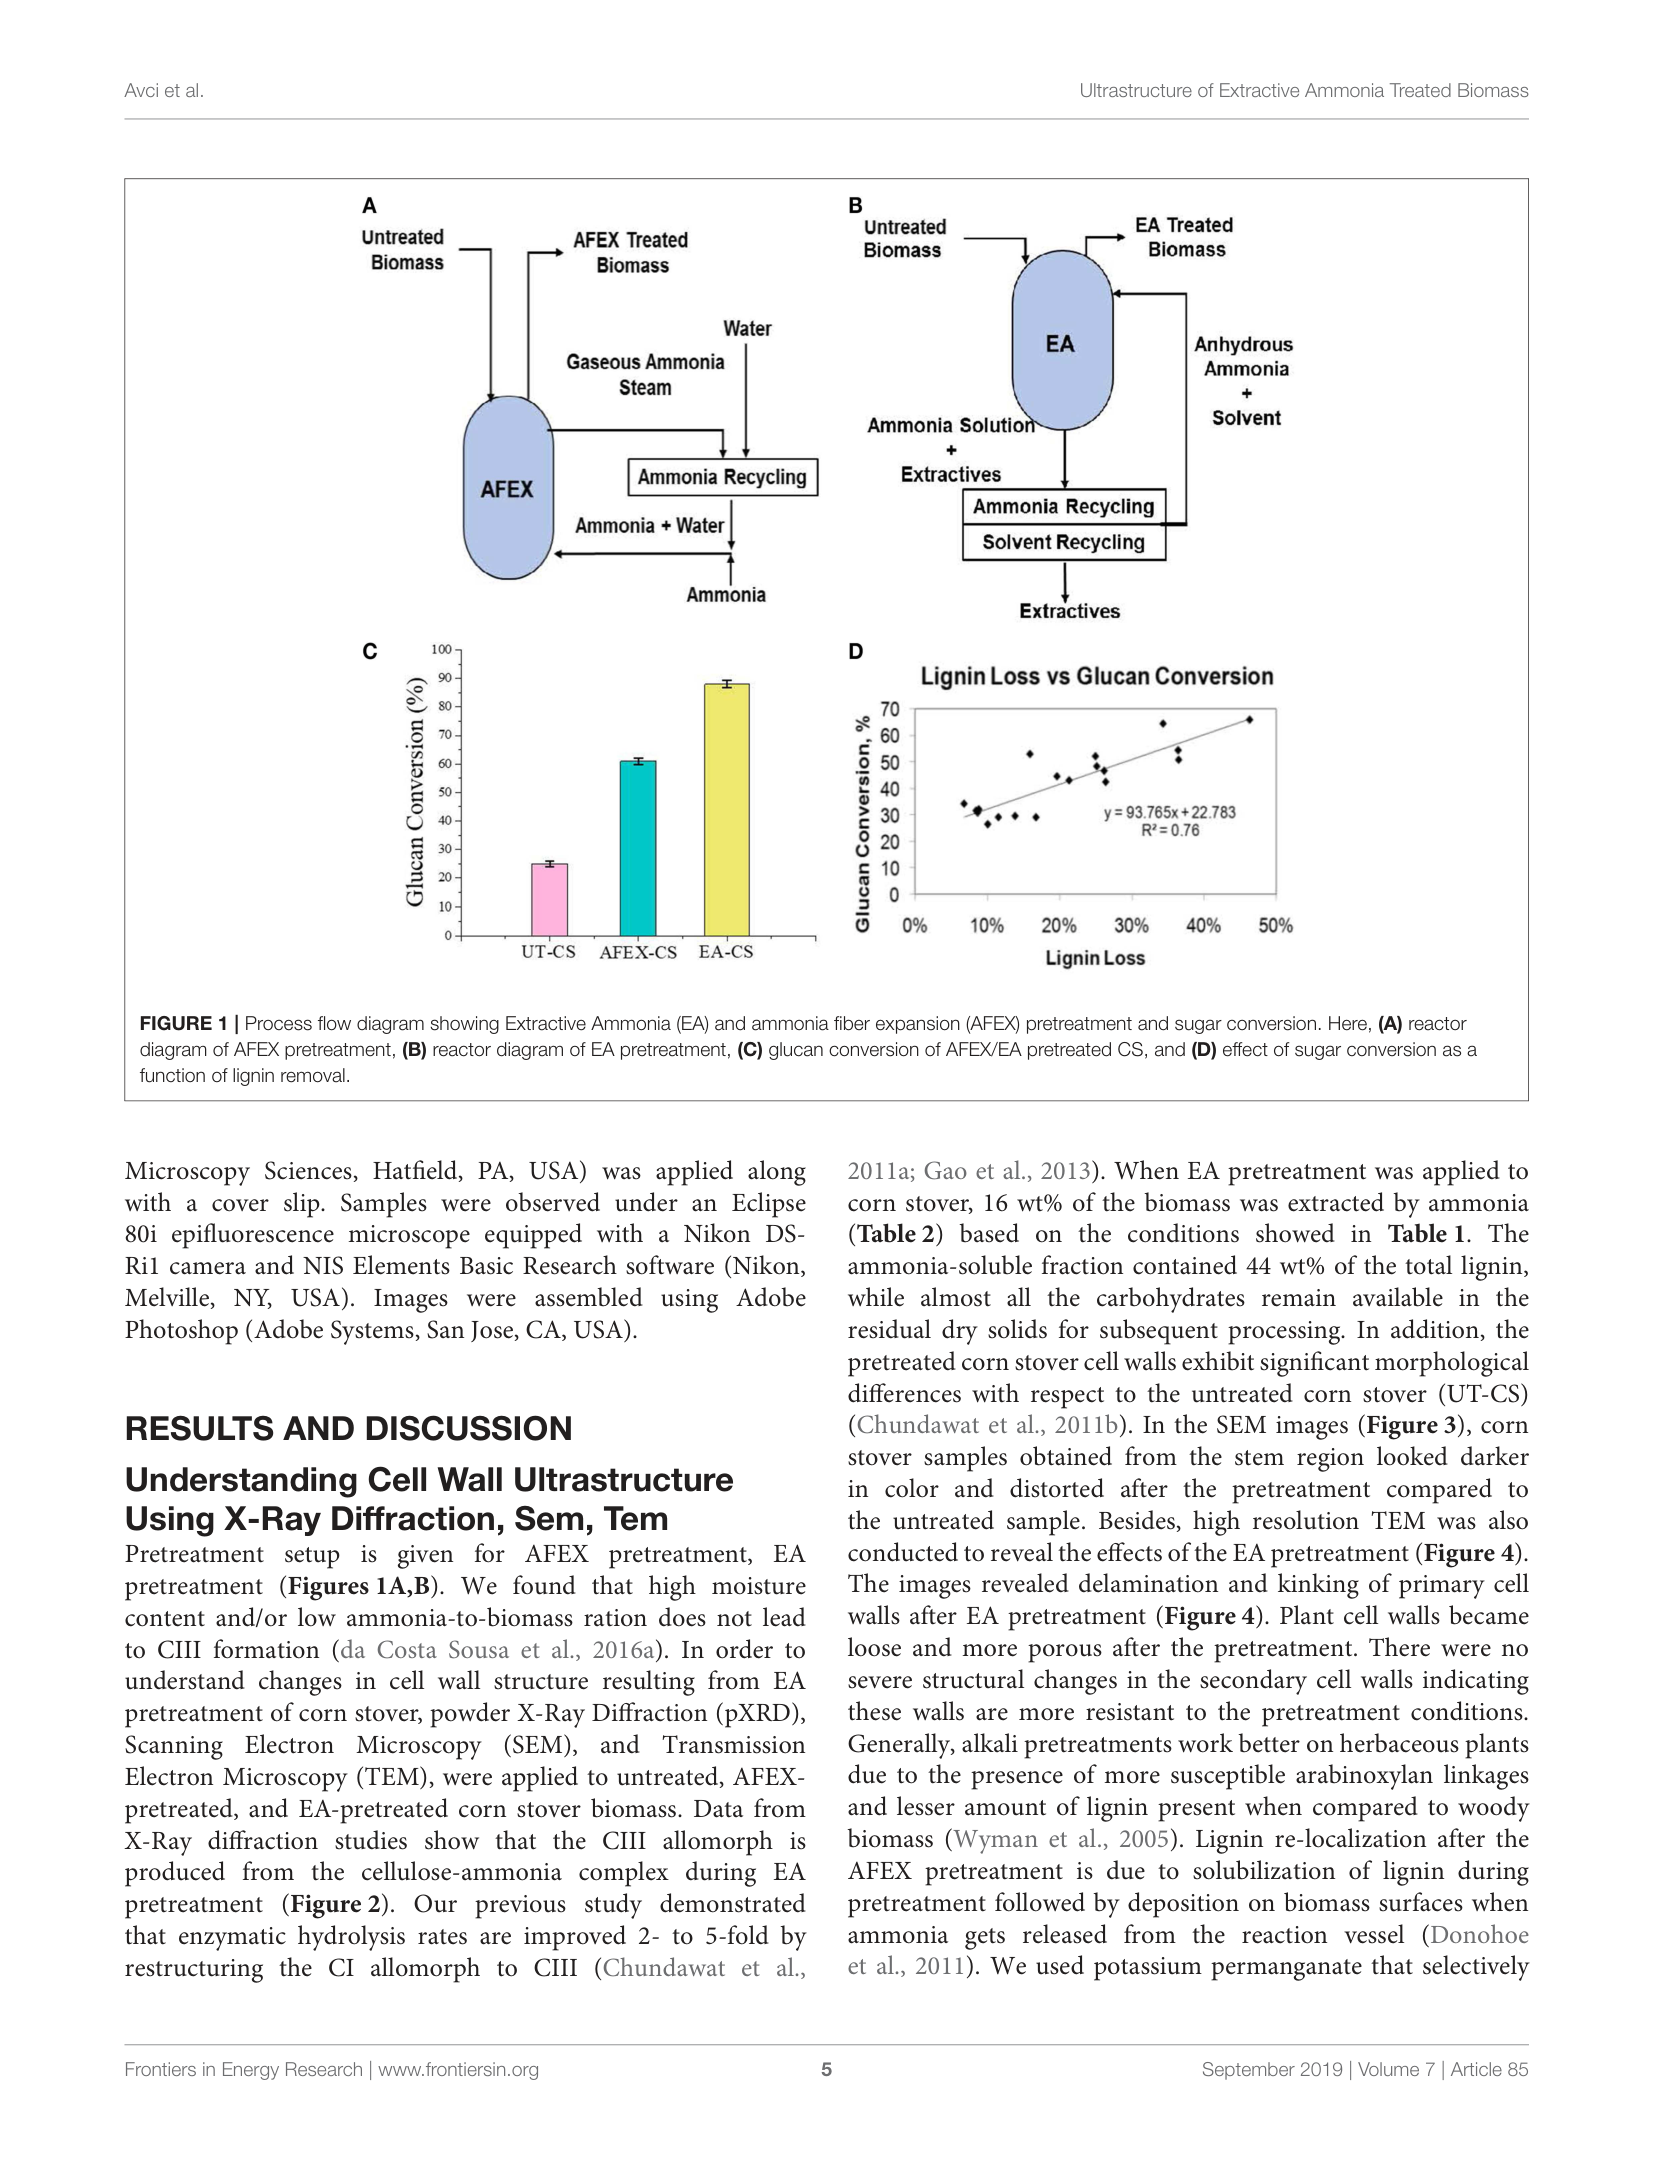 Avci et al.
Ultrastructure of Extractive Ammonia Treated Biomass
A
Untreated
Biomass
AFEX Treated
Biomass
Water
Gaseous Ammonia
Steam
AFEX
Ammonia Recycling
Ammonia + Water
Ammonia
B
Untreated
Biomass
EA Treated
Biomass
EA
Anhydrous
Ammonia
+
Solvent
Ammonia Solution
+
Extractives
Ammonia Recycling
Solvent Recycling
Extractives
C
Glucan Conversion (%)
100
90
80
70
60
50
40
30
20
10
0
UT-CS AFEX-CS EA-CS
D
Lignin Loss vs Glucan Conversion
Glucan Conversion, %
70
60
50
40
30
20
10
0
y = 93.765x + 22.783
R² = 0.76
0% 10% 20% 30% 40% 50%
Lignin Loss
FIGURE 1 | Process flow diagram showing Extractive Ammonia (EA) and ammonia fiber expansion (AFEX) pretreatment and sugar conversion. Here, (A) reactor
diagram of AFEX pretreatment, (B) reactor diagram of EA pretreatment, (C) glucan conversion of AFEX/EA pretreated CS, and (D) effect of sugar conversion as a
function of lignin removal.
Microscopy Sciences, Hatfield, PA, USA) was applied along
with a cover slip. Samples were observed under an Eclipse
80i epifluorescence microscope equipped with a Nikon DS-
Ri1 camera and NIS Elements Basic Research software (Nikon,
Melville, NY, USA). Images were assembled using Adobe
Photoshop (Adobe Systems, San Jose, CA, USA).
RESULTS AND DISCUSSION
Understanding Cell Wall Ultrastructure
Using X-Ray Diffraction, Sem, Tem
Pretreatment setup is given for AFEX pretreatment, EA
pretreatment (Figures 1A,B). We found that high moisture
content and/or low ammonia-to-biomass ration does not lead
to CIII formation (da Costa Sousa et al., 2016a). In order to
understand changes in cell wall structure resulting from EA
pretreatment of corn stover, powder X-Ray Diffraction (pXRD),
Scanning Electron Microscopy (SEM), and Transmission
Electron Microscopy (TEM), were applied to untreated, AFEX-
pretreated, and EA-pretreated corn stover biomass. Data from
X-Ray diffraction studies show that the CIII allomorph is
produced from the cellulose-ammonia complex during EA
pretreatment (Figure 2). Our previous study demonstrated
that enzymatic hydrolysis rates are improved 2- to 5-fold by
restructuring the CI allomorph to CIII (Chundawat et al.,
2011a; Gao et al., 2013). When EA pretreatment was applied to
corn stover, 16 wt% of the biomass was extracted by ammonia
(Table 2) based on the conditions showed in Table 1. The
ammonia-soluble fraction contained 44 wt% of the total lignin,
while almost all the carbohydrates remain available in the
residual dry solids for subsequent processing. In addition, the
pretreated corn stover cell walls exhibit significant morphological
differences with respect to the untreated corn stover (UT-CS)
(Chundawat et al., 2011b). In the SEM images (Figure 3), corn
stover samples obtained from the stem region looked darker
in color and distorted after the pretreatment compared to
the untreated sample. Besides, high resolution TEM was also
conducted to reveal the effects of the EA pretreatment (Figure 4).
The images revealed delamination and kinking of primary cell
walls after EA pretreatment (Figure 4). Plant cell walls became
loose and more porous after the pretreatment. There were no
severe structural changes in the secondary cell walls indicating
these walls are more resistant to the pretreatment conditions.
Generally, alkali pretreatments work better on herbaceous plants
due to the presence of more susceptible arabinoxylan linkages
and lesser amount of lignin present when compared to woody
biomass (Wyman et al., 2005). Lignin re-localization after the
AFEX pretreatment is due to solubilization of lignin during
pretreatment followed by deposition on biomass surfaces when
ammonia gets released from the reaction vessel (Donohoe
et al., 2011). We used potassium permanganate that selectively
Frontiers in Energy Research | www.frontiersin.org
5
September 2019 | Volume 7 | Article 85